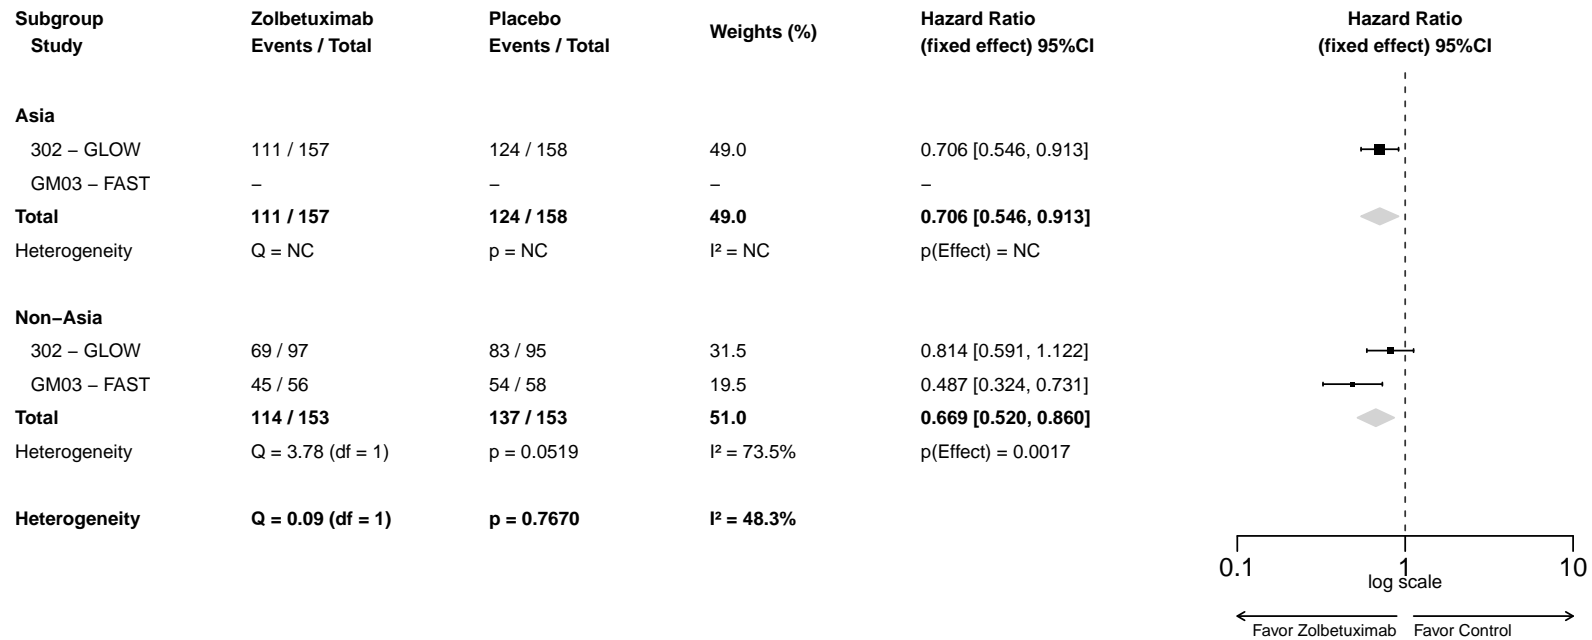 Subgroup Zolbetuximab Placebo Weights (%) Hazard Ratio Hazard Ratio
Study Events / Total Events / Total (fixed effect) 95%CI (fixed effect) 95%CI
Asia
302 − GLOW 111 / 157 124 / 158 49.0 0.706 [0.546, 0.913]
GM03 − FAST − − − −
Total 111 / 157 124 / 158 49.0 0.706 [0.546, 0.913]
Heterogeneity Q = NC p = NC I² = NC p(Effect) = NC
Non−Asia
302 − GLOW 69 / 97 83 / 95 31.5 0.814 [0.591, 1.122]
GM03 − FAST 45 / 56 54 / 58 19.5 0.487 [0.324, 0.731]
Total 114 / 153 137 / 153 51.0 0.669 [0.520, 0.860]
Heterogeneity Q = 3.78 (df = 1) p = 0.0519 I² = 73.5% p(Effect) = 0.0017
Heterogeneity Q = 0.09 (df = 1) p = 0.7670 I² = 48.3%
0.1 1 10
log scale
Favor Zolbetuximab Favor Control